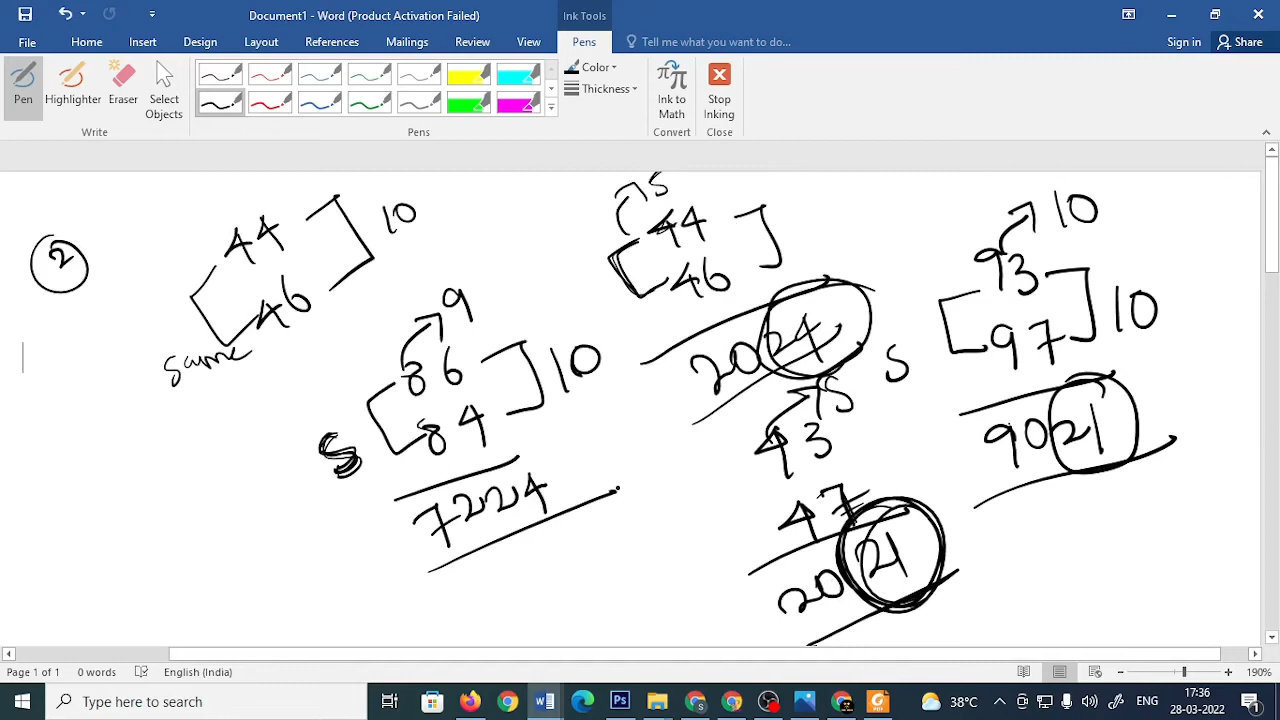 Document1 - Word (Product Activation Failed)
Ink Tools
File Home Insert Design Layout References Mailings Review View Pens Tell me what you want to do... Sign in Share
Pen Highlighter Eraser Select Objects
Color
Thickness
Ink to Math
Stop Inking
Write Pens Convert Close
2
44
46
10
same
9
86
84
10
S
7224
5
44
46
2024
5
43
47
2021
10
93
97
10
S
9021
Page 1 of 1 0 words English (India) 190%
Type here to search
38°C ENG
17:36
28-03-2022